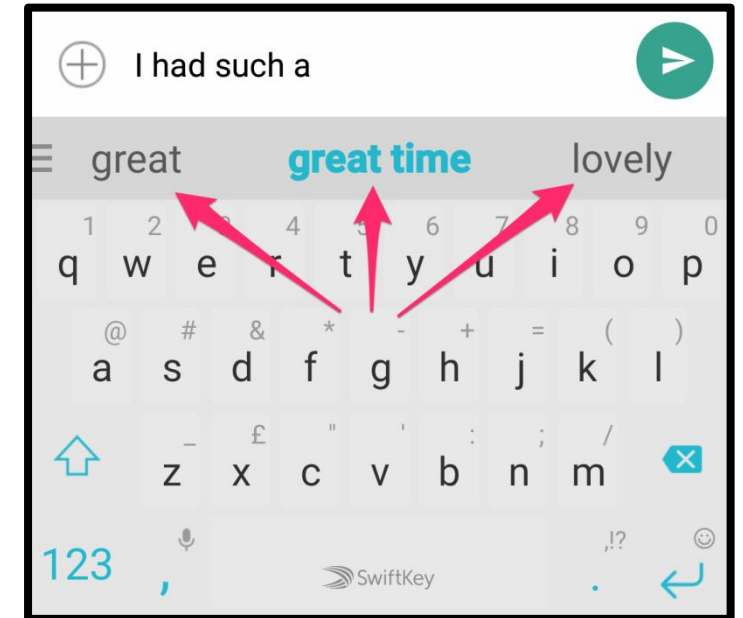 I had such a
great great time lovely
1 2 3 4 5 6 7 8 9 0
q w e r t y u i o p
@ # & * - + = ( )
a s d f g h j k l
_ £ " ' : ; /
z x c v b n m
123 , SwiftKey ,!? .